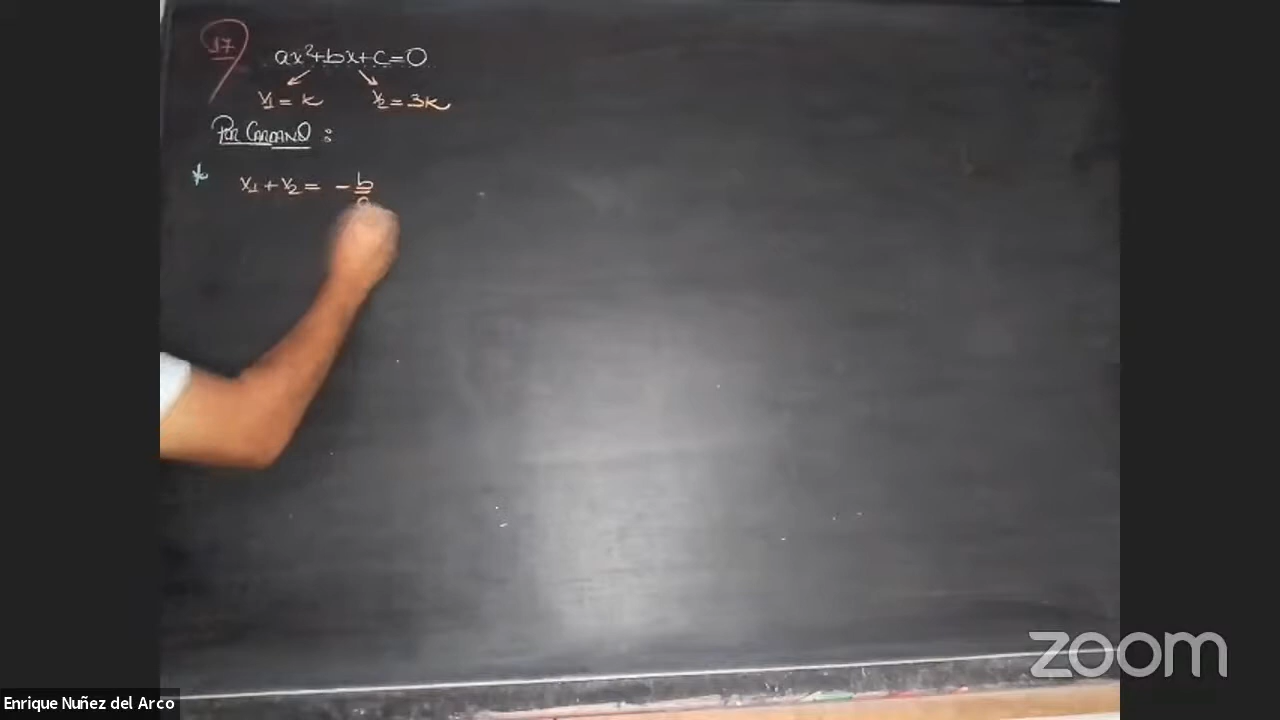 17
ax²+bx+c=0
x₁ = k x₂ = 3k
POR CARDANO :
* x₁ + x₂ = - b/a
zoom
Enrique Nuñez del Arco